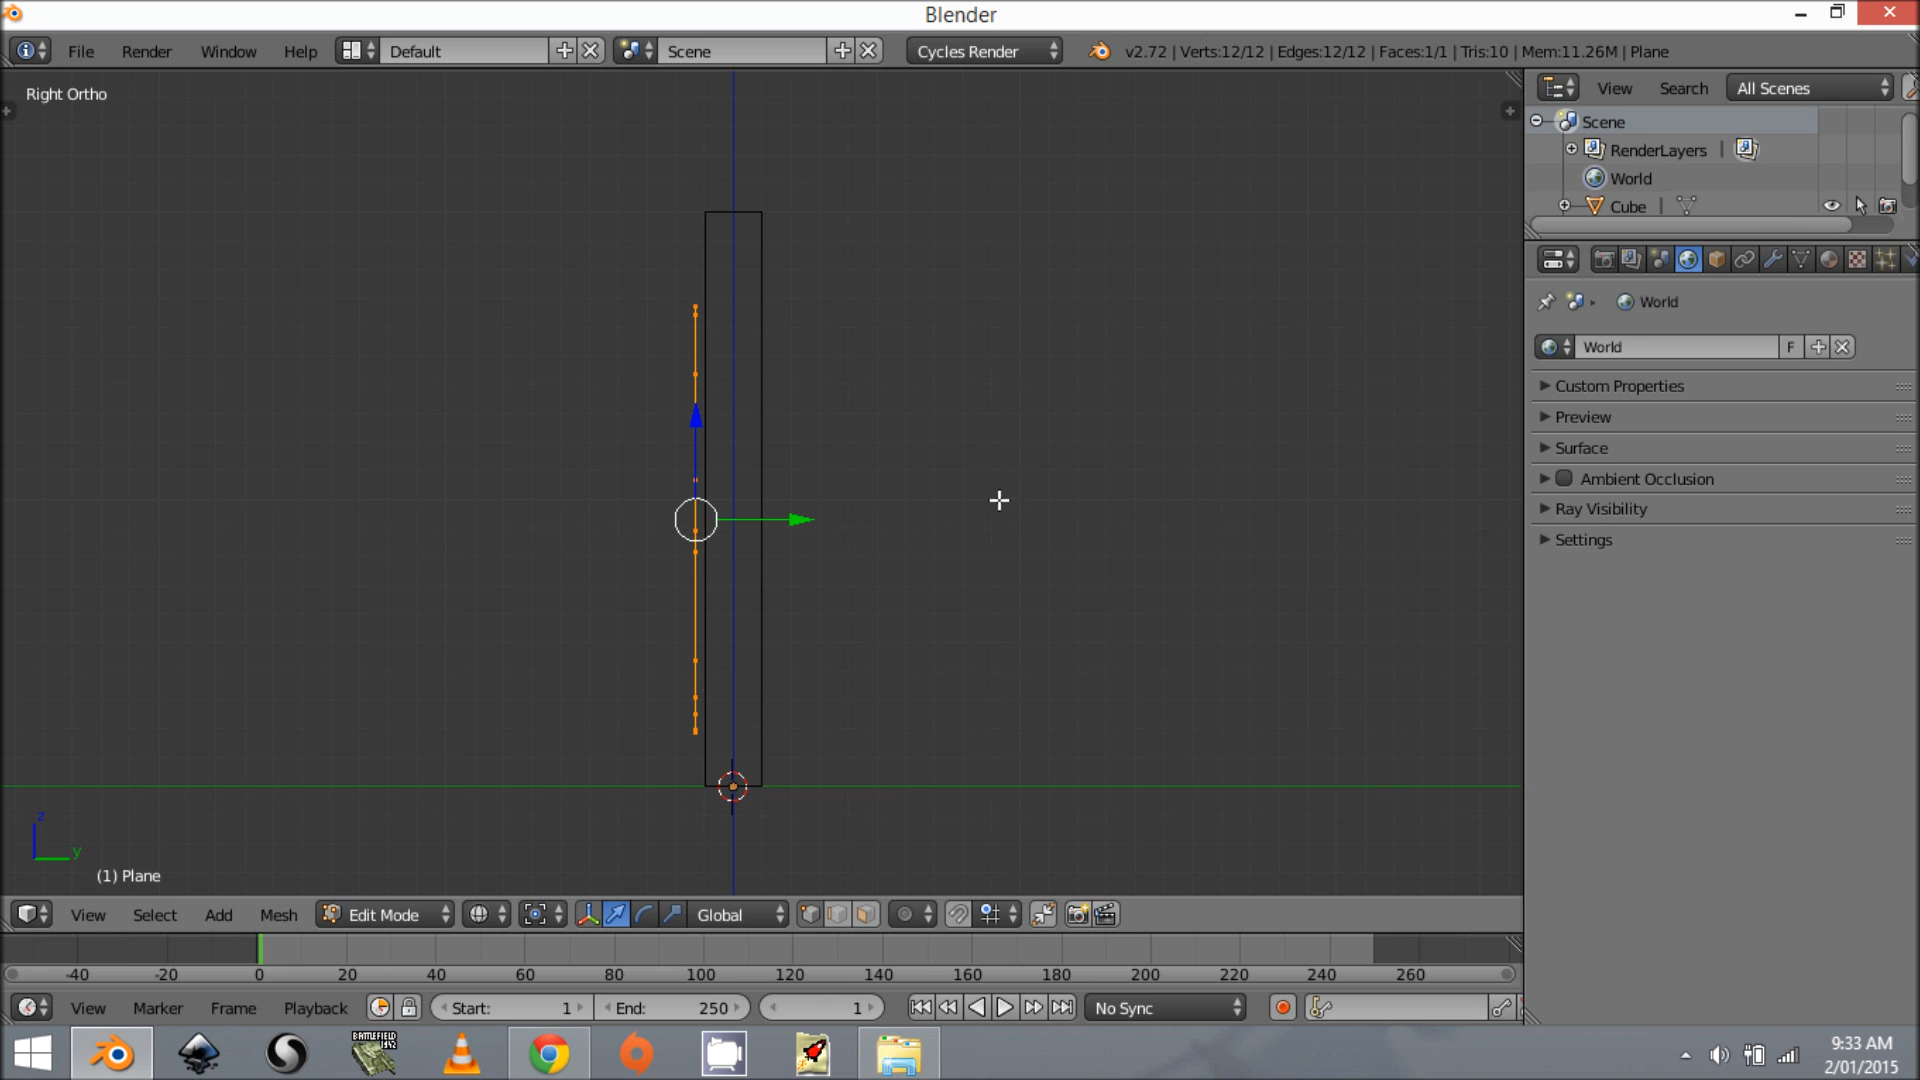 Blender
File Render Window Help Default Scene Cycles Render v2.72 | Verts:12/12 | Edges:12/12 | Faces:1/1 | Tris:10 | Mem:11.26M | Plane
Right Ortho
View Search All Scenes
Scene
RenderLayers |
World
Cube |
World
World F
Custom Properties
Preview
Surface
Ambient Occlusion
Ray Visibility
Settings
z
y
(1) Plane
View Select Add Mesh Edit Mode Global
-40 -20 0 20 40 60 80 100 120 140 160 180 200 220 240 260
View Marker Frame Playback Start: 1 End: 250 1 No Sync
BATTLEFIELD
1942
9:33 AM
2/01/2015